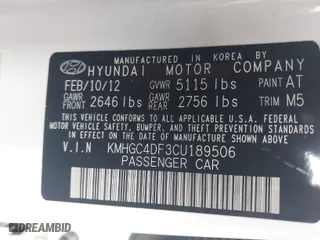 MANUFACTURED IN KOREA BY
HYUNDAI MOTOR COMPANY
FEB/10/12 GVWR 5115 lbs PAINT AT
GAWR FRONT 2646 lbs GAWR REAR 2756 lbs TRIM M5
THIS VEHICLE CONFORMS TO ALL APPLICABLE
FEDERAL MOTOR VEHICLE SAFETY, BUMPER, AND
THEFT PREVENTION STANDARDS IN EFFECT ON THE
DATE OF MANUFACTURE SHOWN ABOVE.
V.I.N KMHGC4DF3CU189506
PASSENGER CAR